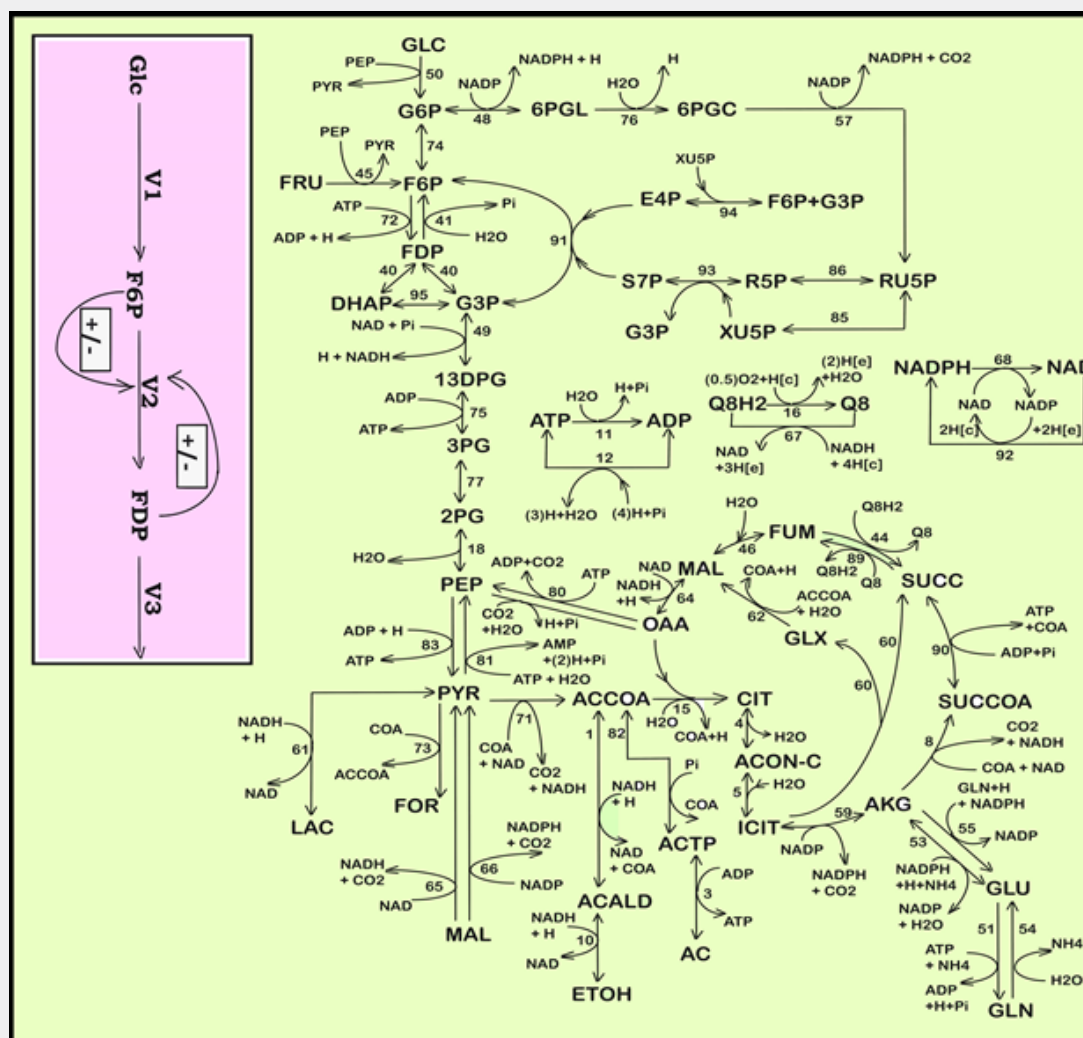 Glc
V1
F6P
+/-
V2
+/-
FDP
V3
GLC
PEP
PYR
50
G6P
NADP
NADPH + H
48
6PGL
H2O
H
76
6PGC
NADP
NADPH + CO2
57
74
PEP
PYR
45
FRU
F6P
XU5P
E4P
94
F6P+G3P
ATP
72
ADP + H
41
Pi
H2O
91
FDP
40
40
DHAP
95
G3P
S7P
93
R5P
86
RU5P
G3P
XU5P
85
NAD + Pi
49
H + NADH
13DPG
ADP
75
ATP
3PG
77
2PG
H2O
18
ATP
H2O
H+Pi
11
ADP
12
(3)H+H2O
(4)H+Pi
(0.5)O2+H[c]
(2)H[e]
+H2O
Q8H2
16
Q8
67
NAD
+3H[e]
NADH
+ 4H[c]
NADPH
68
NAD
NAD
NADP
2H[c]
+2H[e]
92
PEP
ADP+CO2
80
ATP
CO2
+H2O
H+Pi
OAA
NAD
NADH
+H
64
MAL
H2O
46
FUM
Q8H2
44
Q8
89
Q8H2
Q8
SUCC
COA+H
ACCOA
+ H2O
62
GLX
60
60
ATP
+COA
90
ADP+Pi
SUCCOA
ADP + H
83
ATP
81
AMP
+(2)H+Pi
ATP + H2O
PYR
71
COA
+ NAD
CO2
+ NADH
ACCOA
15
H2O
COA+H
CIT
4
H2O
ACON-C
5
H2O
ICIT
59
NADP
NADPH
+ CO2
AKG
8
CO2
+ NADH
COA + NAD
NADH
+ H
61
NAD
LAC
COA
73
ACCOA
FOR
1
82
NADH
+ H
NAD
+ COA
Pi
COA
ACTP
ADP
3
ATP
AC
ACALD
NADH
+ H
10
NAD
ETOH
NADH
+ CO2
65
NAD
NADPH
+ CO2
66
NADP
MAL
GLN+H
+ NADPH
55
NADP
53
NADPH
+H+NH4
NADP
+ H2O
GLU
51
54
ATP
+ NH4
ADP
+H+Pi
NH4
H2O
GLN